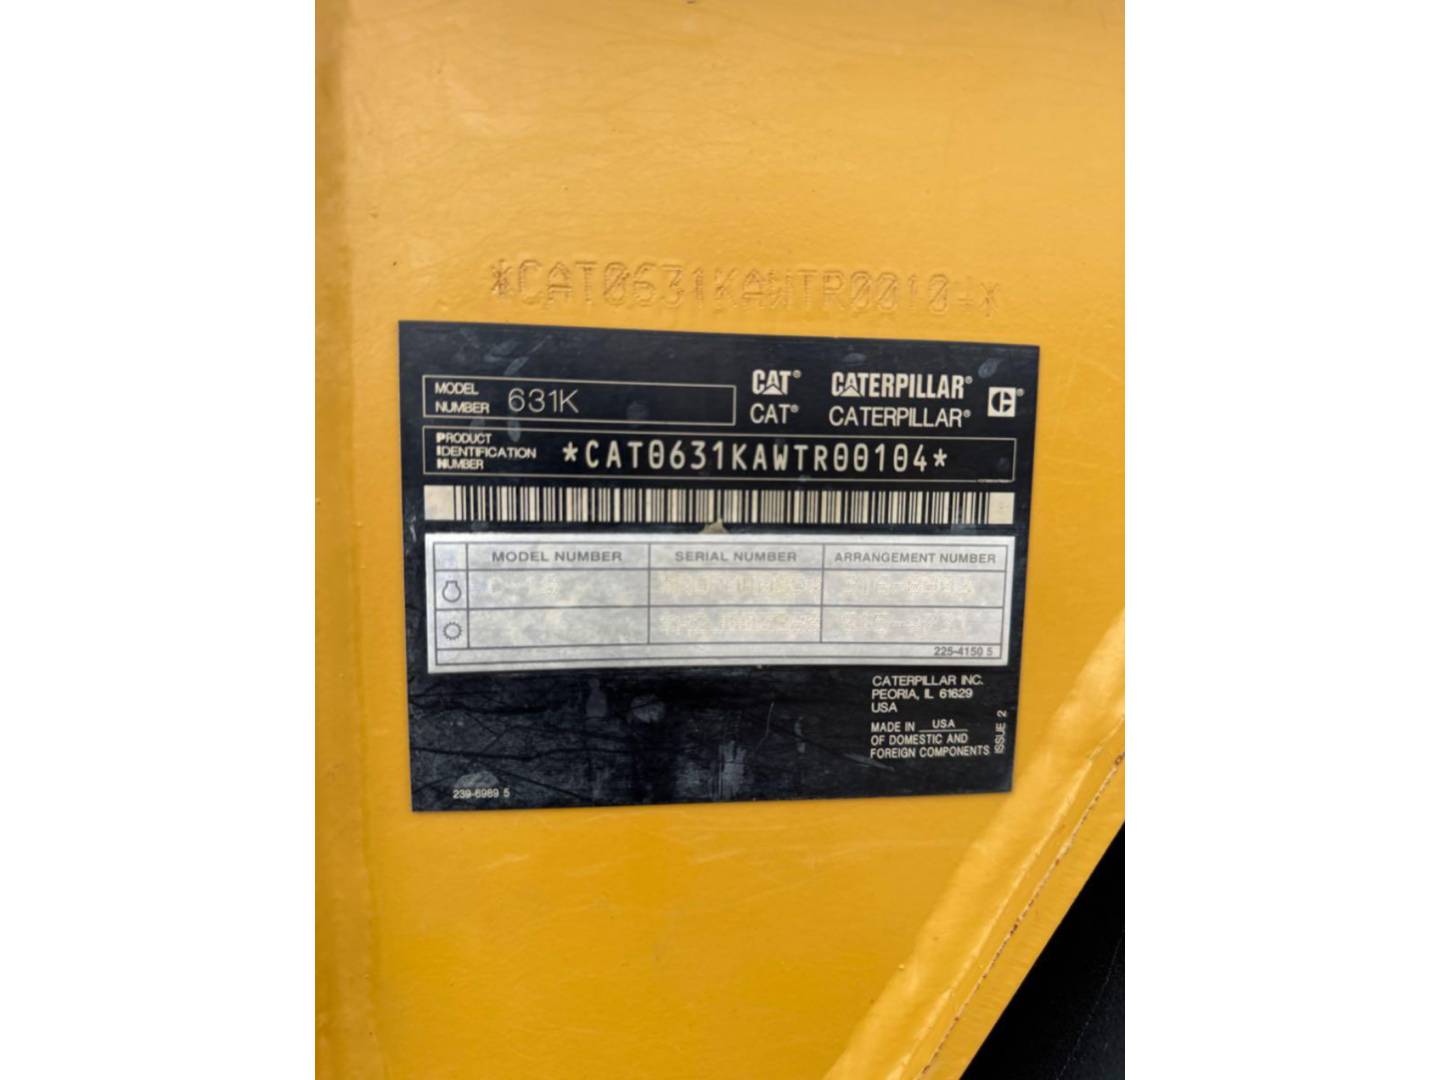 *CAT0631KAWTR00104*
MODEL NUMBER 631K
CAT® CATERPILLAR®
CAT® CATERPILLAR®
PRODUCT IDENTIFICATION NUMBER *CAT0631KAWTR00104*
MODEL NUMBER SERIAL NUMBER ARRANGEMENT NUMBER
225-4150 5
CATERPILLAR INC.
PEORIA, IL 61629
USA
MADE IN USA
OF DOMESTIC AND
FOREIGN COMPONENTS
ISSUE 2
239-6989 5